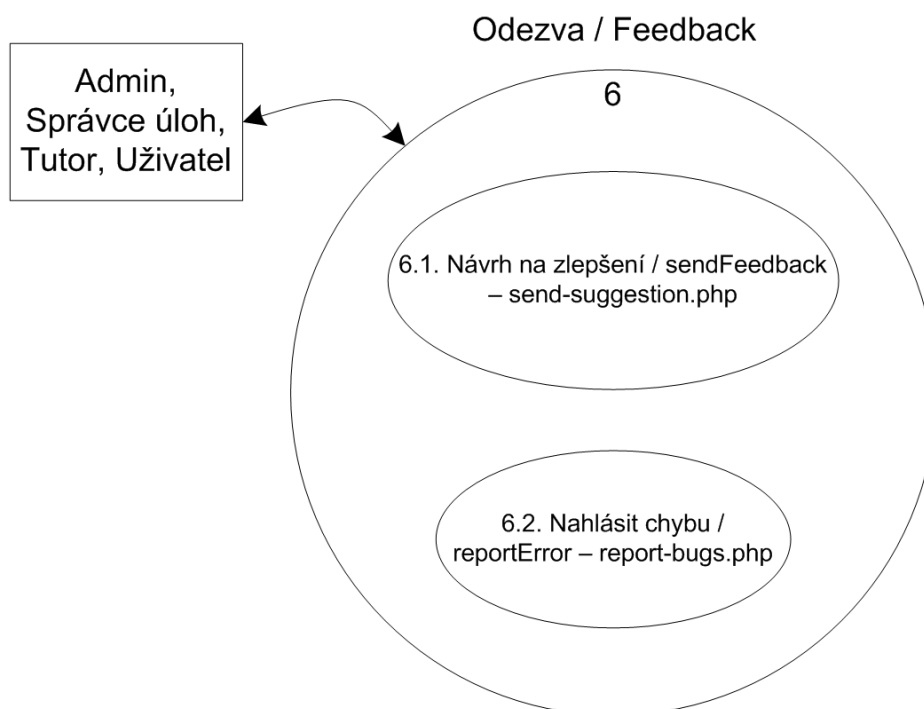 Odezva / Feedback
Admin,
Správce úloh,
Tutor, Uživatel
6
6.1. Návrh na zlepšení / sendFeedback
– send-suggestion.php
6.2. Nahlásit chybu /
reportError – report-bugs.php